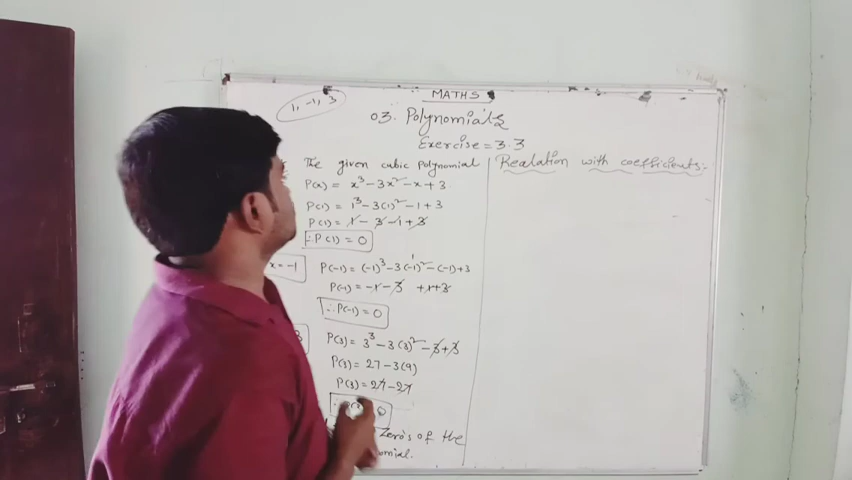 MATHS
1, -1, 3
03. Polynomials
Exercise = 3.3
The given cubic polynomial
P(x) = x³ - 3x² - x + 3
P(1) = 1³ - 3(1)² - 1 + 3
P(1) = 1 - 3 - 1 + 3
∴ P(1) = 0
x = -1
P(-1) = (-1)³ - 3(-1)² - (-1) + 3
P(-1) = -1 - 3 + 1 + 3
∴ P(-1) = 0
P(3) = 3³ - 3(3)² - 3 + 3
P(3) = 27 - 3(9)
P(3) = 27 - 27
0
Zero's of the
Realation with coefficients:-